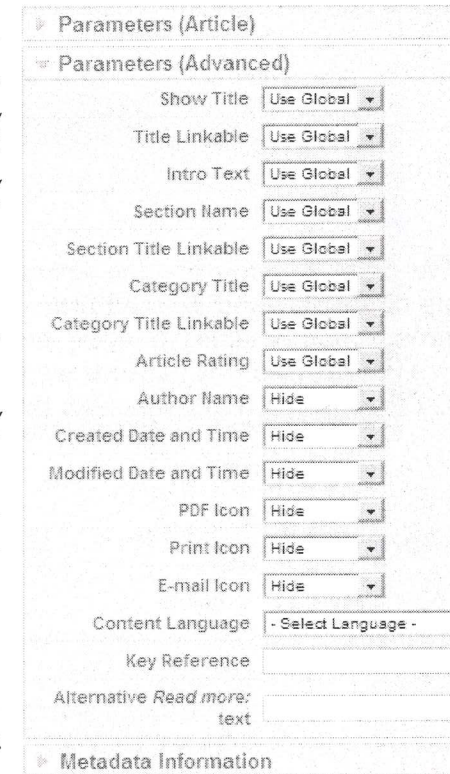 Parameters (Article)
Parameters (Advanced)
Show Title Use Global
Title Linkable Use Global
Intro Text Use Global
Section Name Use Global
Section Title Linkable Use Global
Category Title Use Global
Category Title Linkable Use Global
Article Rating Use Global
Author Name Hide
Created Date and Time Hide
Modified Date and Time Hide
PDF Icon Hide
Print Icon Hide
E-mail Icon Hide
Content Language - Select Language -
Key Reference
Alternative Read more:
text
Metadata Information